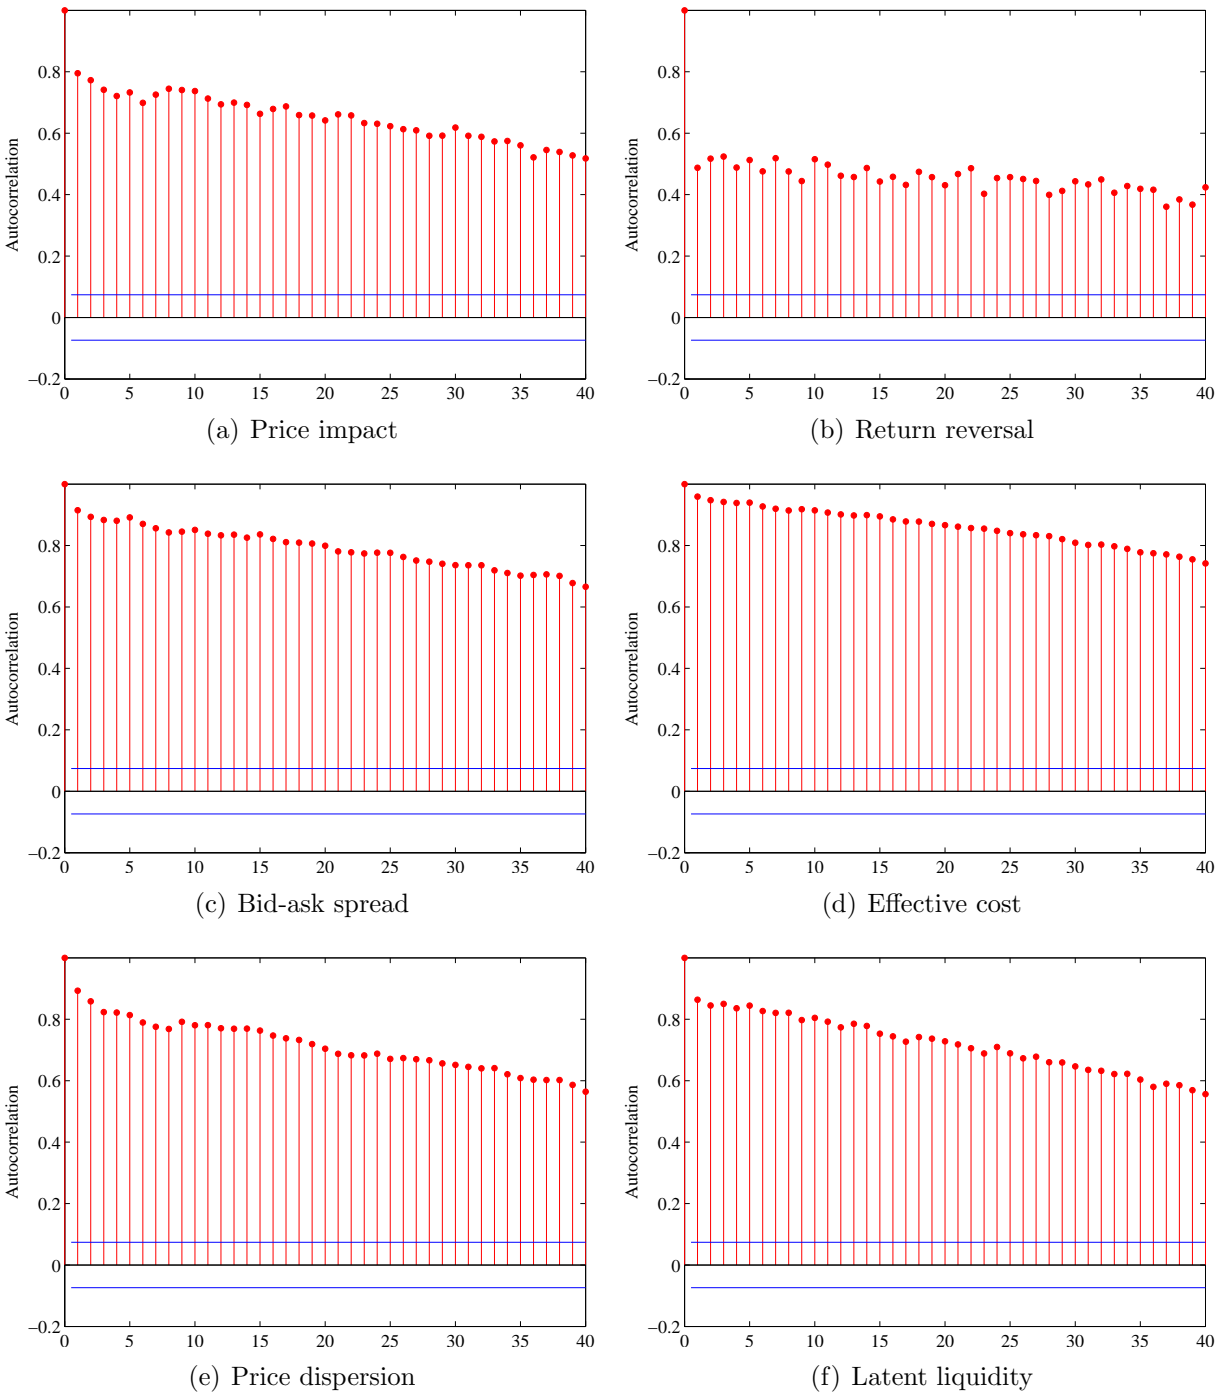 Autocorrelation
0.8
0.6
0.4
0.2
0
−0.2
0 5 10 15 20 25 30 35 40
(a) Price impact
Autocorrelation
0.8
0.6
0.4
0.2
0
−0.2
0 5 10 15 20 25 30 35 40
(b) Return reversal
Autocorrelation
0.8
0.6
0.4
0.2
0
−0.2
0 5 10 15 20 25 30 35 40
(c) Bid-ask spread
Autocorrelation
0.8
0.6
0.4
0.2
0
−0.2
0 5 10 15 20 25 30 35 40
(d) Effective cost
Autocorrelation
0.8
0.6
0.4
0.2
0
−0.2
0 5 10 15 20 25 30 35 40
(e) Price dispersion
Autocorrelation
0.8
0.6
0.4
0.2
0
−0.2
0 5 10 15 20 25 30 35 40
(f) Latent liquidity